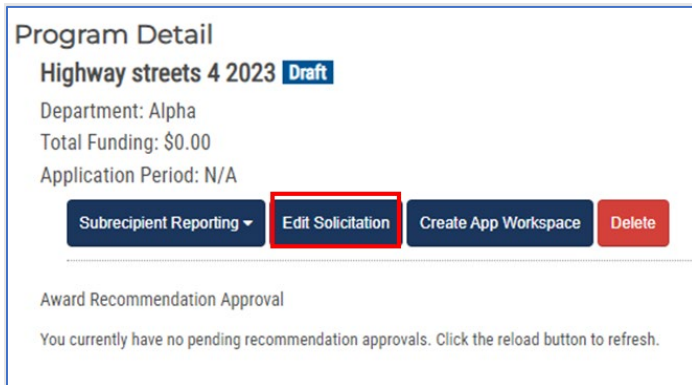 Program Detail
Highway streets 4 2023 Draft
Department: Alpha
Total Funding: $0.00
Application Period: N/A
Subrecipient Reporting Edit Solicitation Create App Workspace Delete
Award Recommendation Approval
You currently have no pending recommendation approvals. Click the reload button to refresh.